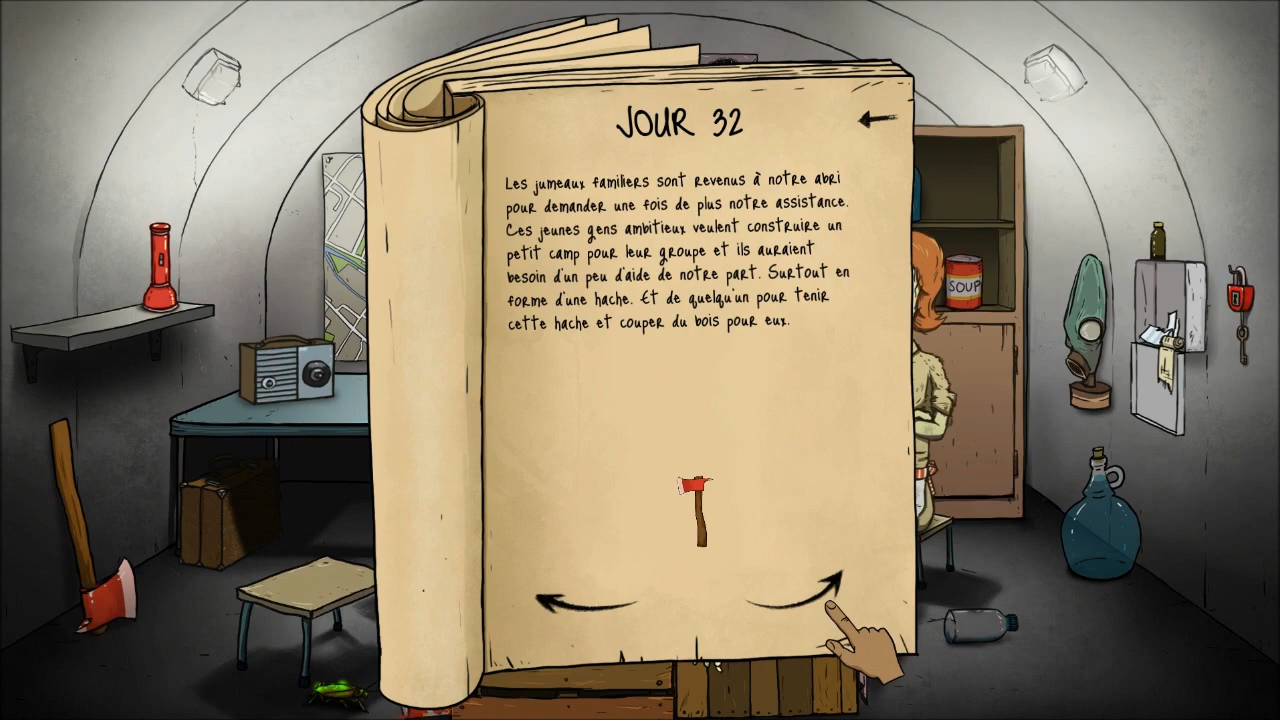 JOUR 32
Les jumeaux familiers sont revenus à notre abri
pour demander une fois de plus notre assistance.
Ces jeunes gens ambitieux veulent construire un
petit camp pour leur groupe et ils auraient
besoin d'un peu d'aide de notre part. Surtout en
forme d'une hache. Et de quelqu'un pour tenir
cette hache et couper du bois pour eux.
SOUP